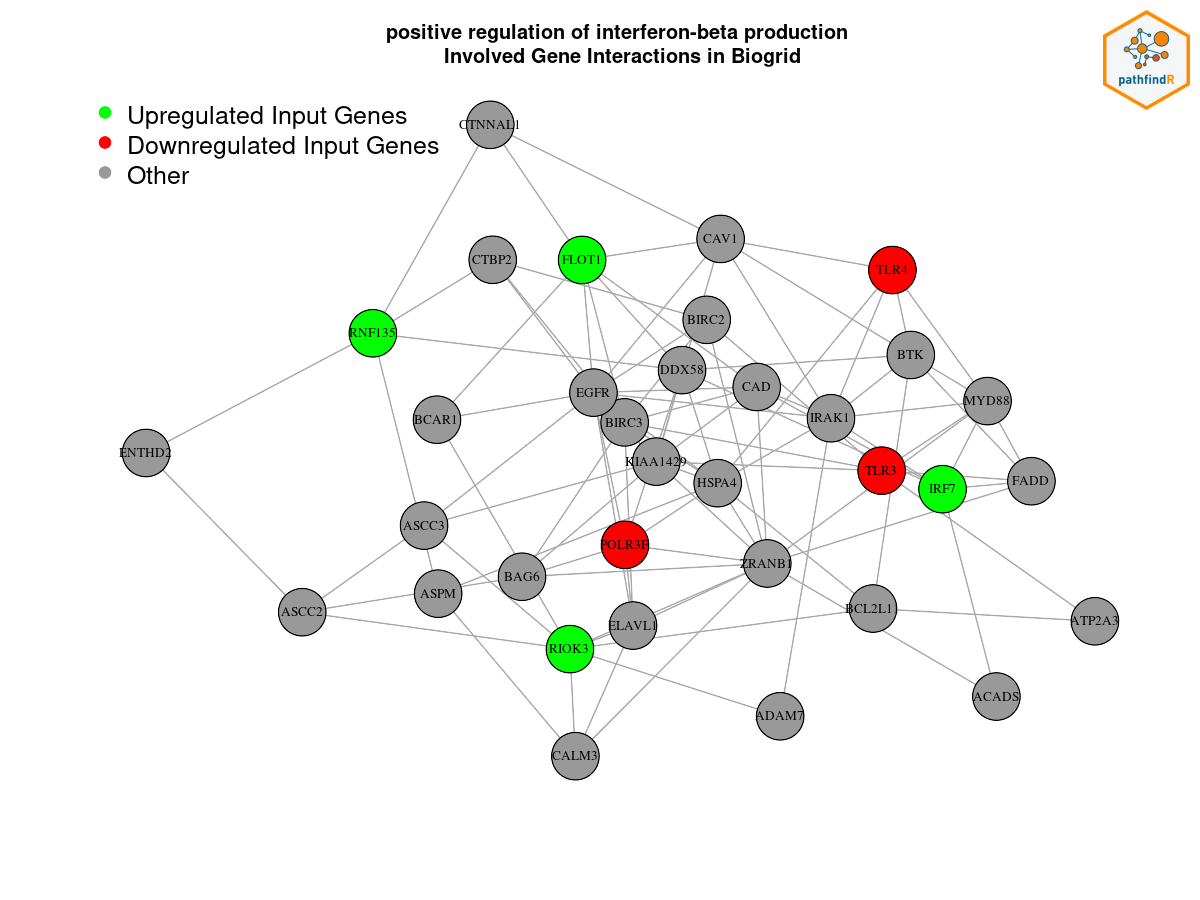 positive regulation of interferon-beta production
Involved Gene Interactions in Biogrid
pathfindR
Upregulated Input Genes
Downregulated Input Genes
Other
CTNNAL1
CAV1
CTBP2
FLOT1
TLR4
BIRC2
RNF135
BTK
DDX58
CAD
EGFR
MYD88
BCAR1
BIRC3
IRAK1
ENTHD2
KIAA1429
TLR3
HSPA4
IRF7
FADD
ASCC3
POLR3F
ZRANB1
BAG6
ASPM
ASCC2
BCL2L1
ELAVL1
ATP2A3
RIOK3
ACADS
ADAM7
CALM3